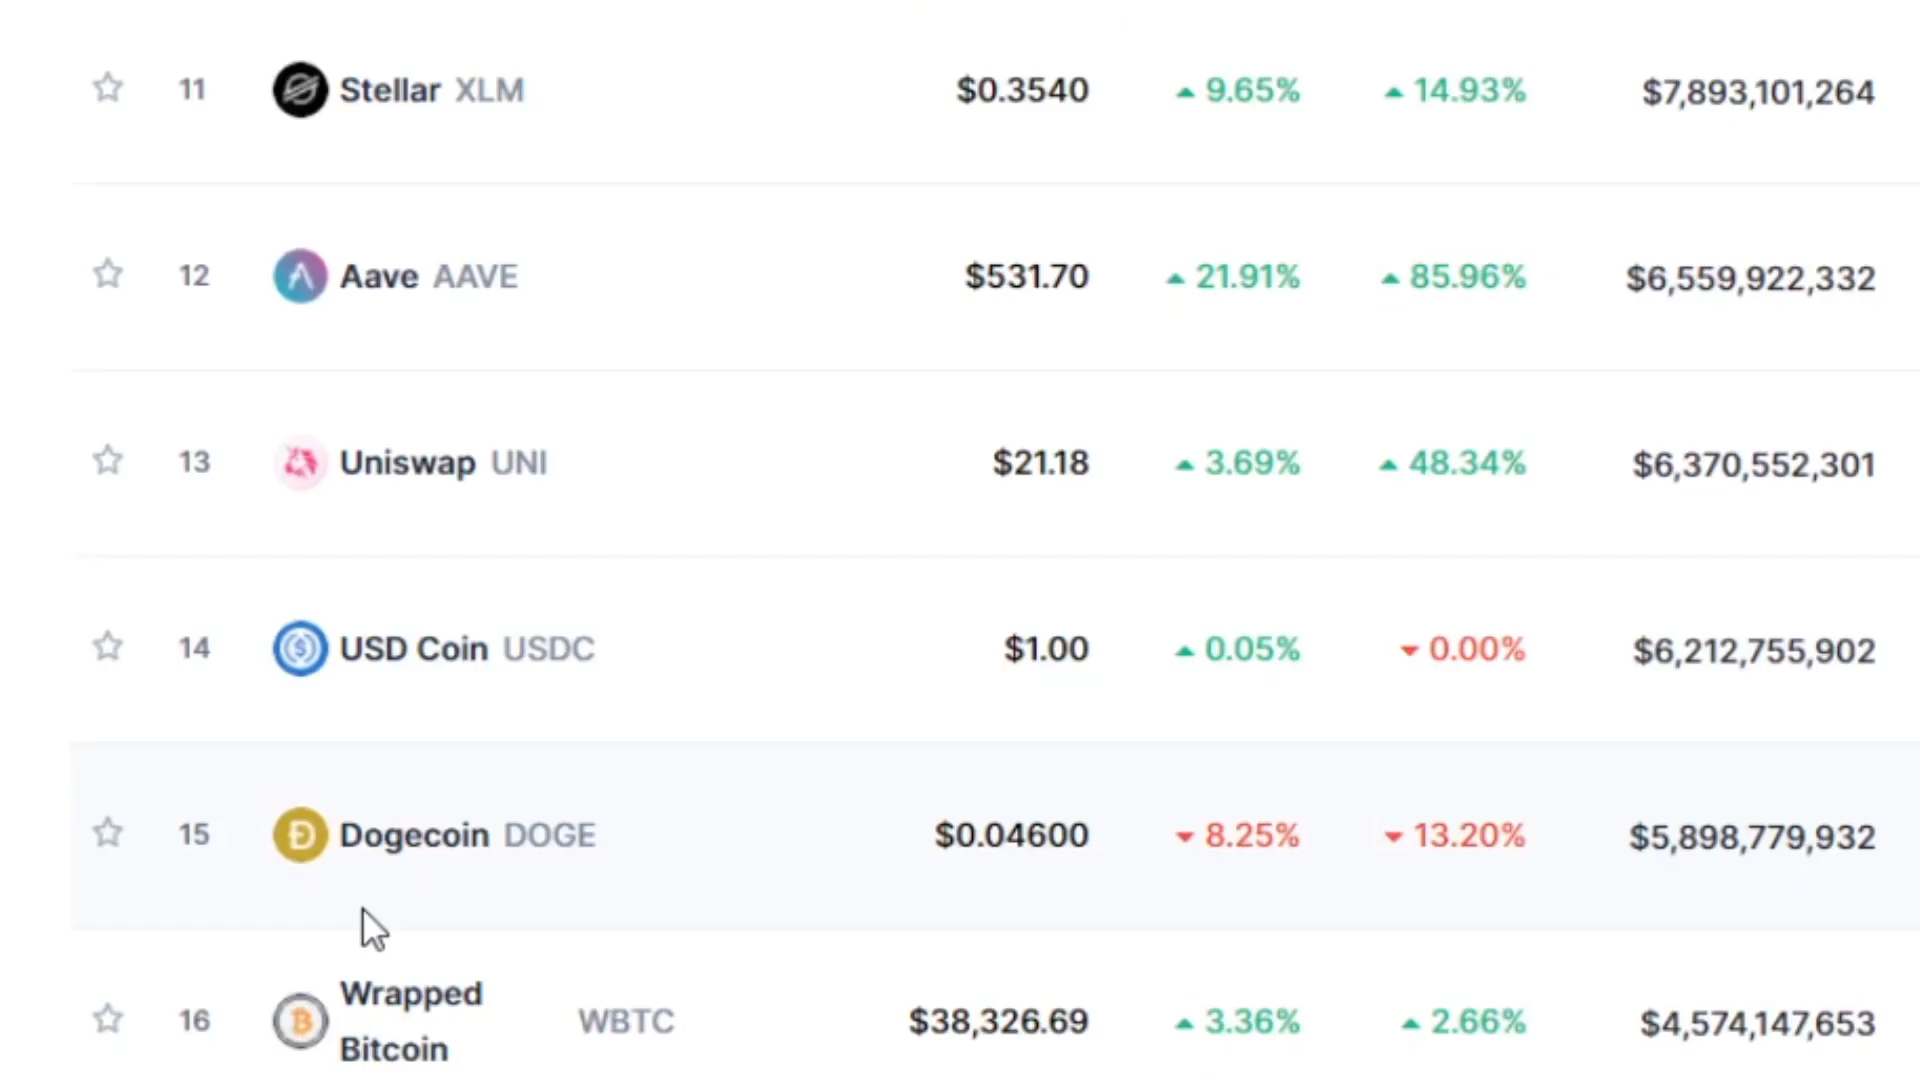 11 Stellar XLM $0.3540 9.65% 14.93% $7,893,101,264
12 Aave AAVE $531.70 21.91% 85.96% $6,559,922,332
13 Uniswap UNI $21.18 3.69% 48.34% $6,370,552,301
14 USD Coin USDC $1.00 0.05% 0.00% $6,212,755,902
15 Dogecoin DOGE $0.04600 8.25% 13.20% $5,898,779,932
16 Wrapped Bitcoin WBTC $38,326.69 3.36% 2.66% $4,574,147,653